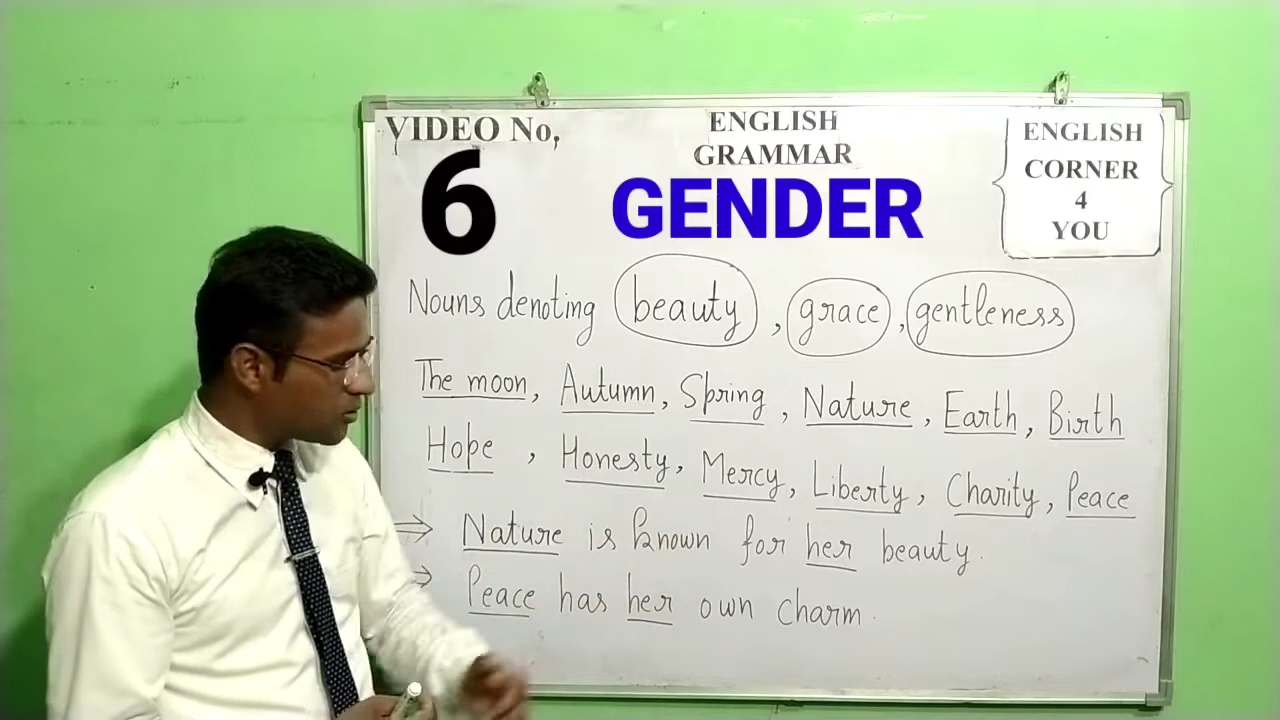 VIDEO No,
6
ENGLISH
GRAMMAR
GENDER
ENGLISH
CORNER
4
YOU
Nouns denoting beauty, grace, gentleness
The moon, Autumn, Spring, Nature, Earth, Birth
Hope, Honesty, Mercy, Liberty, Charity, Peace
⇒ Nature is known for her beauty.
⇒ Peace has her own charm.